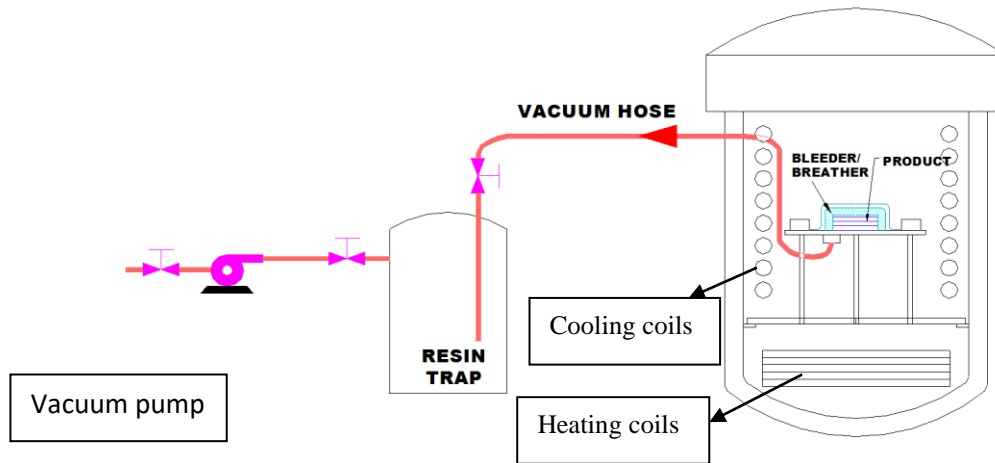 VACUUM HOSE
BLEEDER/
BREATHER
PRODUCT
Cooling coils
RESIN
TRAP
Vacuum pump
Heating coils